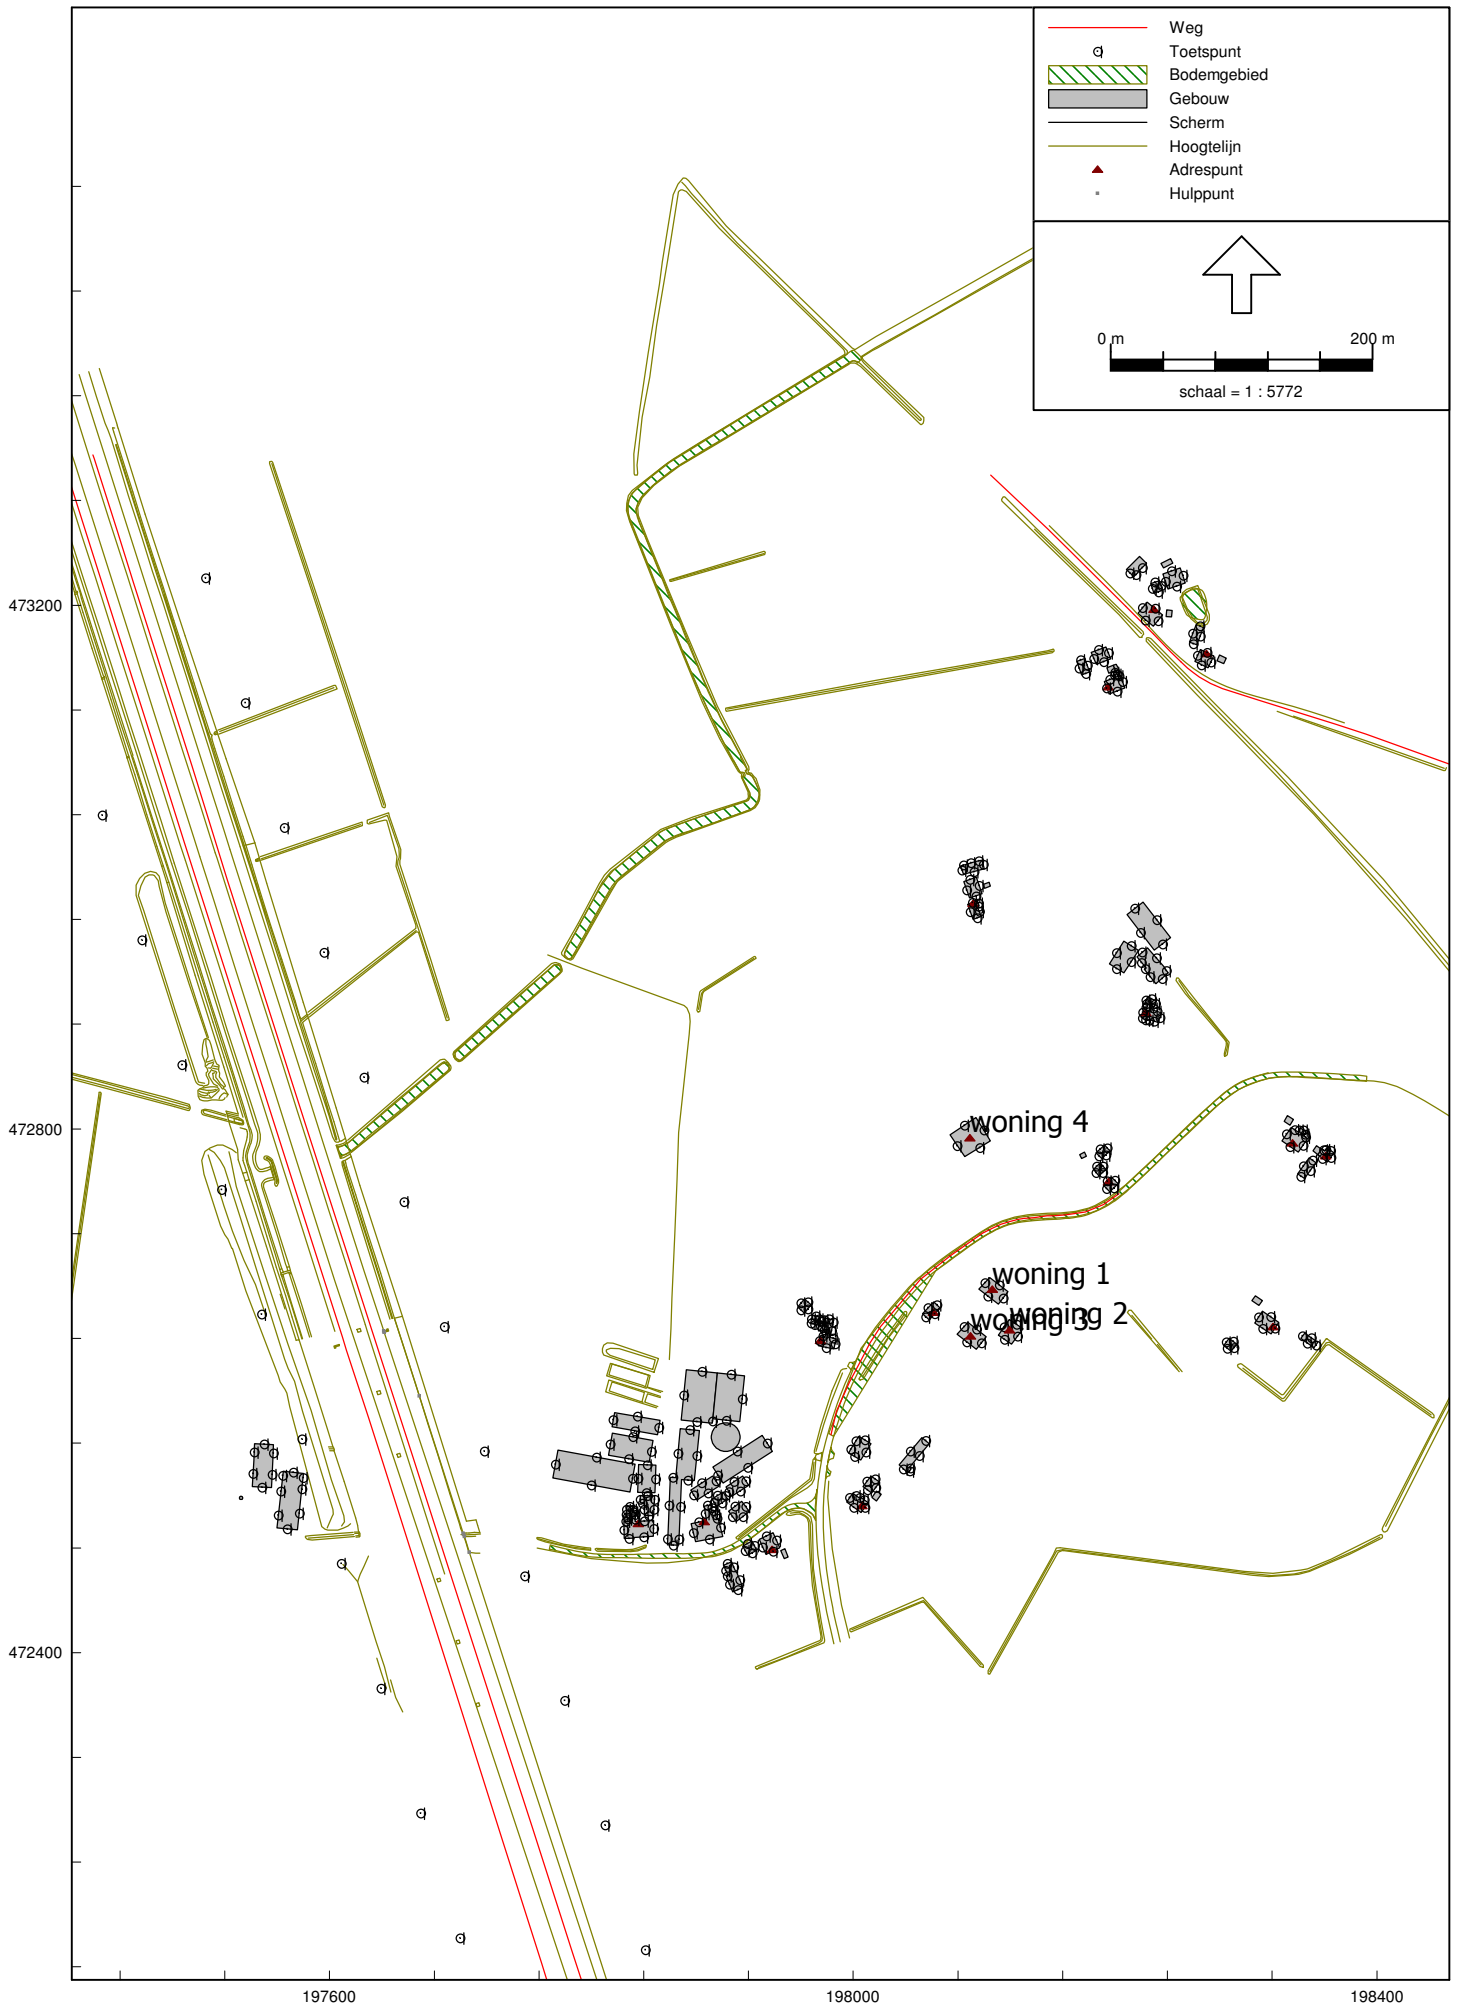 Weg
Toetspunt
Bodemgebied
Gebouw
Scherm
Hoogtelijn
Adrespunt
Hulppunt
0 m 200 m
schaal = 1 : 5772
473200
472800
woning 4
woning 1
woning 2
woning 3
472400
197600 198000 198400